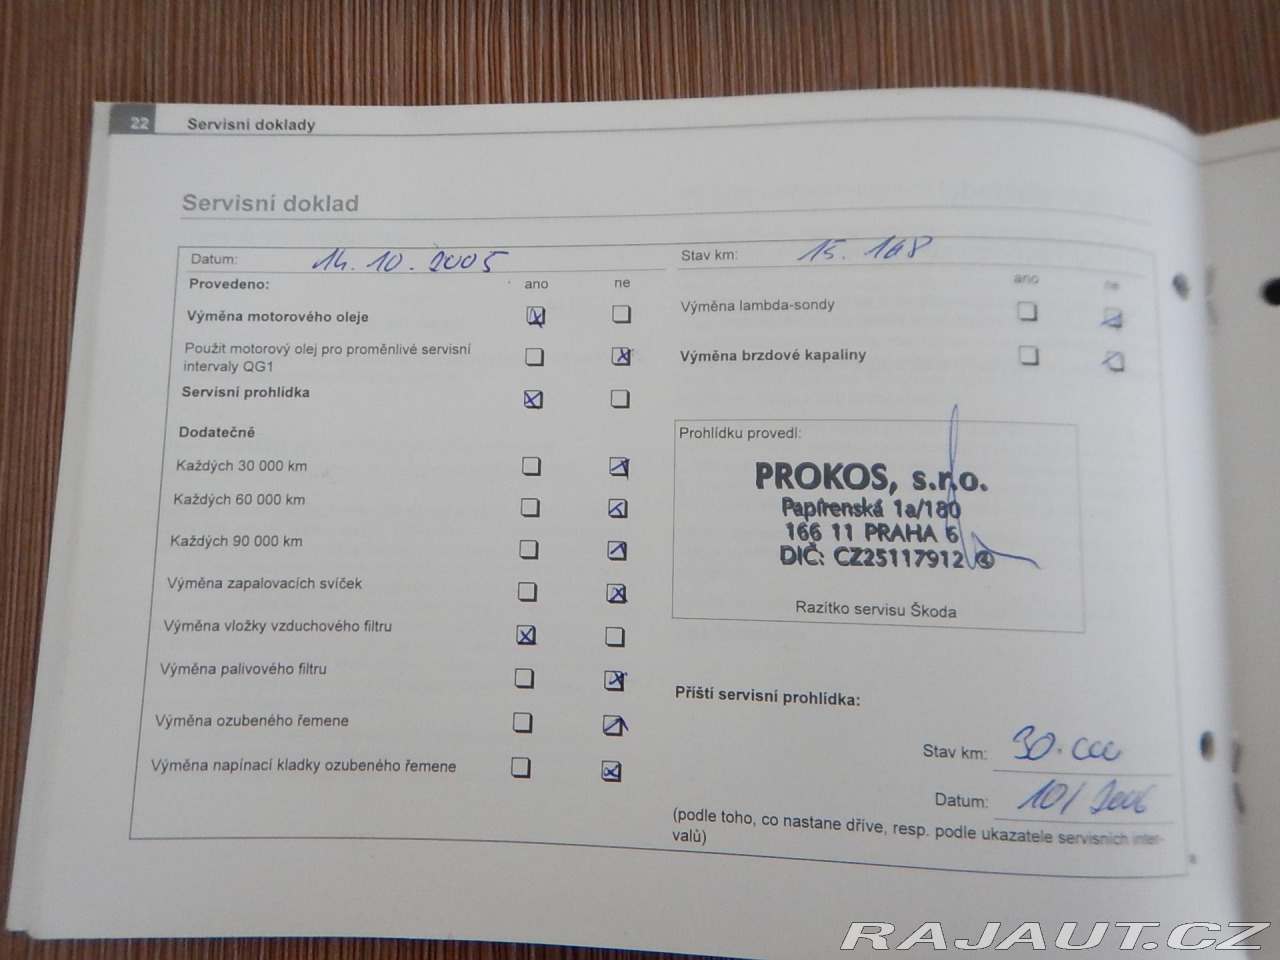 22 Servisní doklady
Servisní doklad
Datum: 14. 10. 2005
Provedeno: ano ne
Výměna motorového oleje
Použit motorový olej pro proměnlivé servisní
intervaly QG1
Servisní prohlídka
Dodatečně
Každých 30 000 km
Každých 60 000 km
Každých 90 000 km
Výměna zapalovacích svíček
Výměna vložky vzduchového filtru
Výměna palivového filtru
Výměna ozubeného řemene
Výměna napínací kladky ozubeného řemene
Stav km: 15. 168
ano ne
Výměna lambda-sondy
Výměna brzdové kapaliny
Prohlídku provedl:
PROKOS, s.r.o.
Papírenská 1a/180
166 11 PRAHA 6
DIČ: CZ25117912 4
Razítko servisu Škoda
Příští servisní prohlídka:
Stav km: 30.000
Datum: 10/2006
(podle toho, co nastane dříve, resp. podle ukazatele servisních inter-
valů)
RAJAUT.CZ